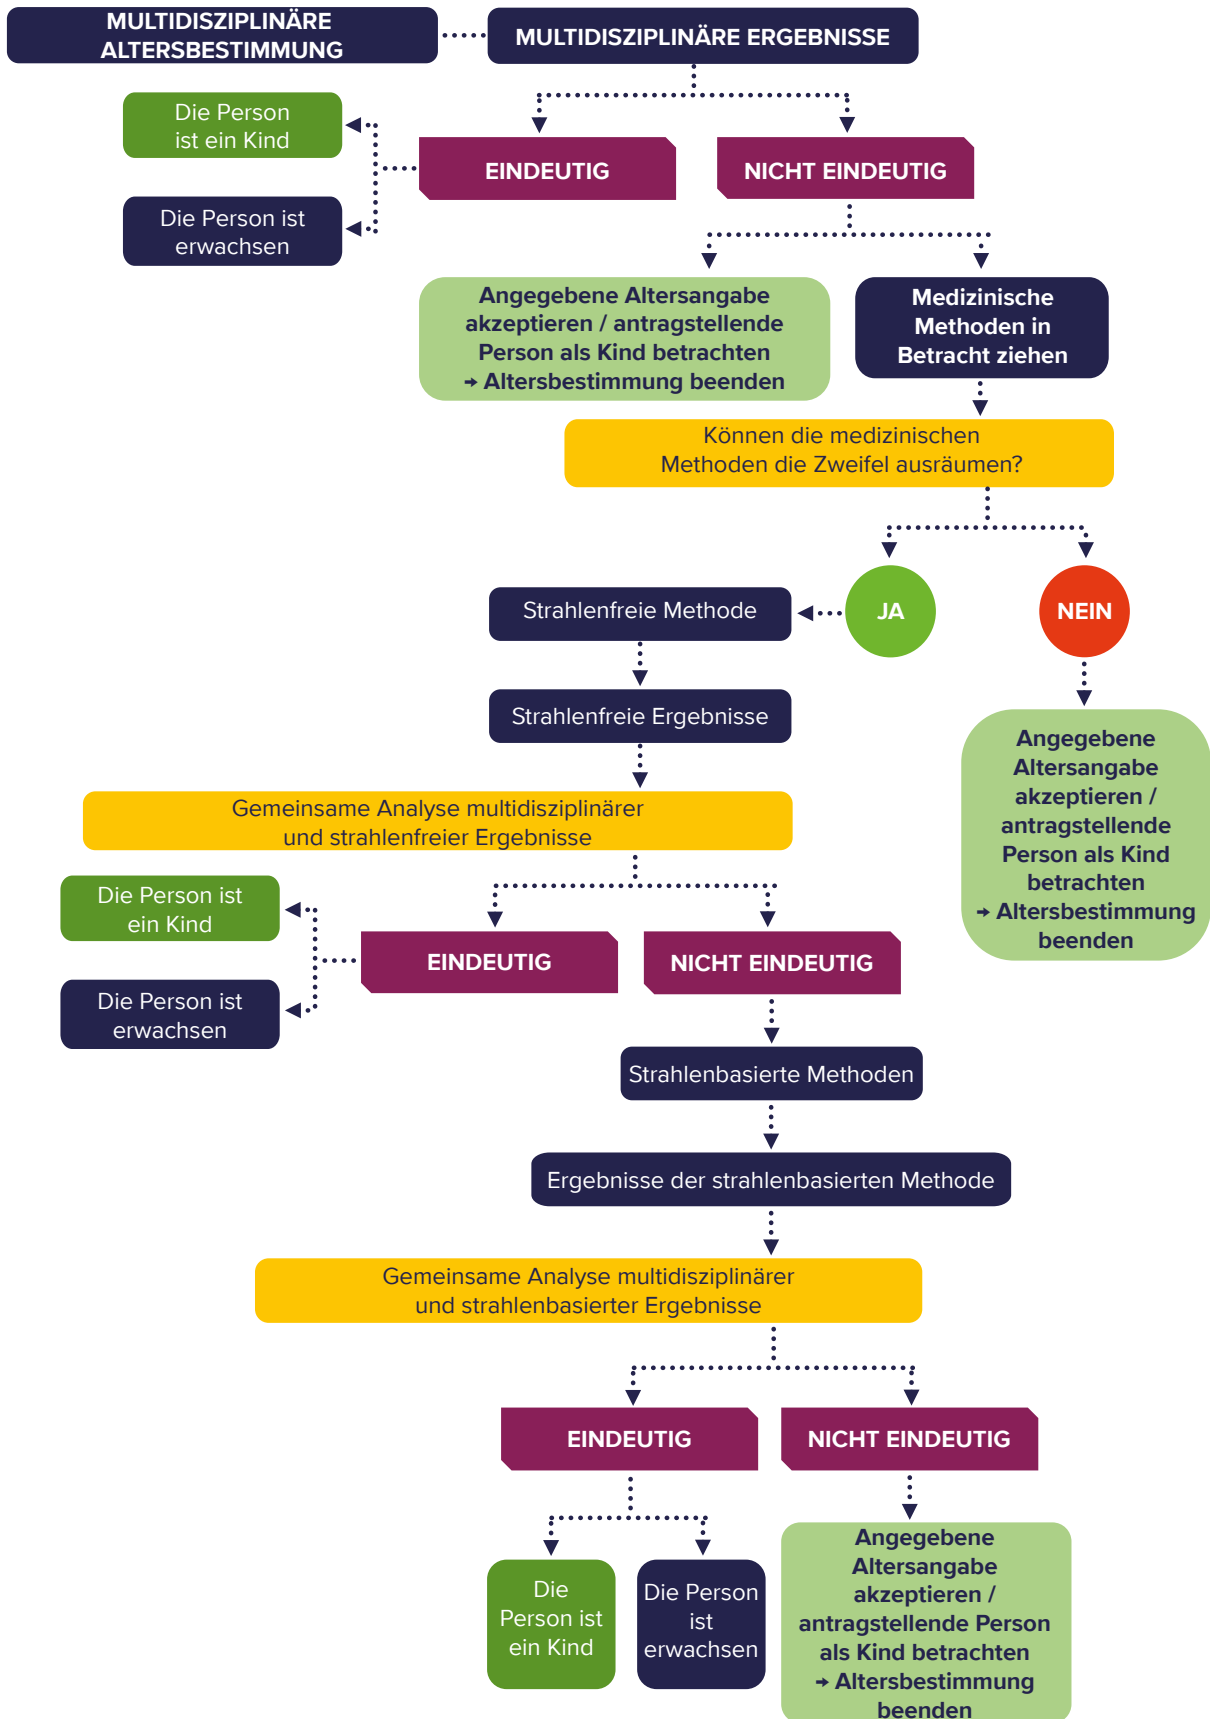 MULTIDISZIPLINÄRE
ALTERSBESTIMMUNG
MULTIDISZIPLINÄRE ERGEBNISSE
Die Person
ist ein Kind
EINDEUTIG
NICHT EINDEUTIG
Die Person ist
erwachsen
Angegebene Altersangabe
akzeptieren / antragstellende
Person als Kind betrachten
→ Altersbestimmung beenden
Medizinische
Methoden in
Betracht ziehen
Können die medizinischen
Methoden die Zweifel ausräumen?
Strahlenfreie Methode
JA
NEIN
Strahlenfreie Ergebnisse
Angegebene
Altersangabe
akzeptieren /
antragstellende
Person als Kind
betrachten
→ Altersbestimmung
beenden
Gemeinsame Analyse multidisziplinärer
und strahlenfreier Ergebnisse
Die Person ist
ein Kind
EINDEUTIG
NICHT EINDEUTIG
Die Person ist
erwachsen
Strahlenbasierte Methoden
Ergebnisse der strahlenbasierten Methode
Gemeinsame Analyse multidisziplinärer
und strahlenbasierter Ergebnisse
EINDEUTIG
NICHT EINDEUTIG
Die
Person ist
ein Kind
Die Person
ist
erwachsen
Angegebene
Altersangabe
akzeptieren /
antragstellende Person
als Kind betrachten
→ Altersbestimmung
beenden